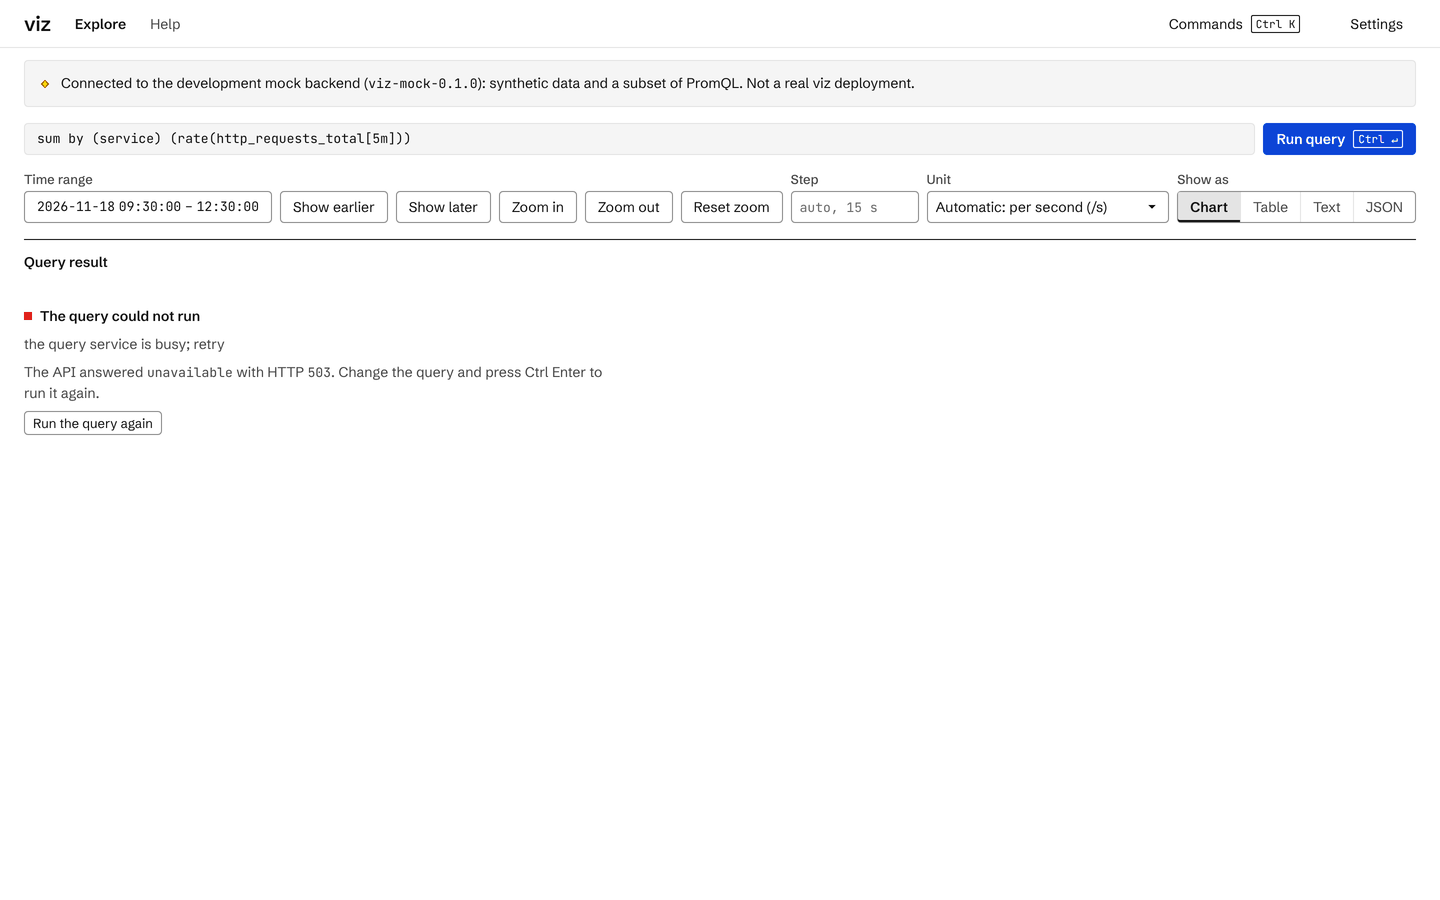 viz Explore Help Commands Ctrl K Settings
Connected to the development mock backend (viz-mock-0.1.0): synthetic data and a subset of PromQL. Not a real viz deployment.
sum by (service) (rate(http_requests_total[5m])) Run query Ctrl ↵
Time range Step Unit Show as
2026-11-18 09:30:00 – 12:30:00 Show earlier Show later Zoom in Zoom out Reset zoom auto, 15 s Automatic: per second (/s) Chart Table Text JSON
Query result
The query could not run
the query service is busy; retry
The API answered unavailable with HTTP 503. Change the query and press Ctrl Enter to
run it again.
Run the query again